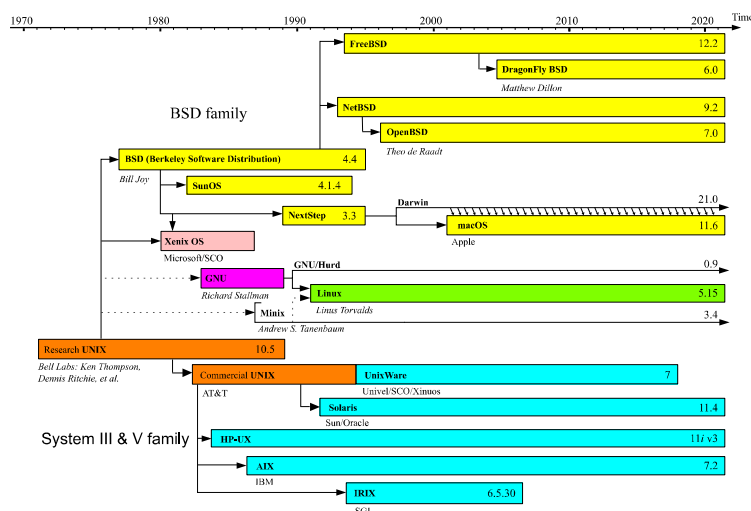 1970 1980 1990 2000 2010 2020 Time
FreeBSD 12.2
DragonFly BSD 6.0
Matthew Dillon
BSD family
NetBSD 9.2
OpenBSD 7.0
Theo de Raadt
BSD (Berkeley Software Distribution) 4.4
Bill Joy
SunOS 4.1.4
Darwin 21.0
NextStep 3.3
macOS 11.6
Apple
Xenix OS
Microsoft/SCO
GNU/Hurd 0.9
GNU
Richard Stallman
Linux 5.15
Linus Torvalds
Minix 3.4
Andrew S. Tanenbaum
Research UNIX 10.5
Bell Labs: Ken Thompson,
Dennis Ritchie, et al.
Commercial UNIX
AT&T
UnixWare 7
Univel/SCO/Xinuos
Solaris 11.4
Sun/Oracle
System III & V family
HP-UX 11i v3
AIX 7.2
IBM
IRIX 6.5.30